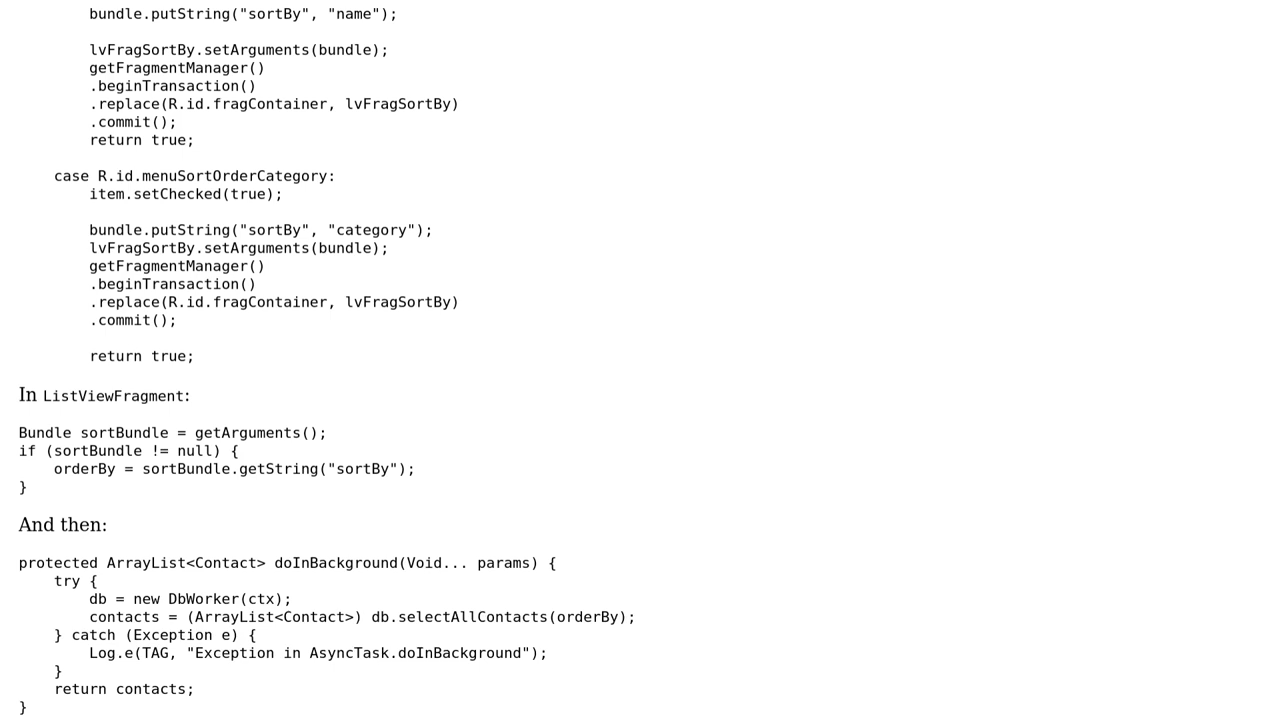 bundle.putString("sortBy", "name");

        lvFragSortBy.setArguments(bundle);
        getFragmentManager()
        .beginTransaction()
        .replace(R.id.fragContainer, lvFragSortBy)
        .commit();
        return true;

    case R.id.menuSortOrderCategory:
        item.setChecked(true);

        bundle.putString("sortBy", "category");
        lvFragSortBy.setArguments(bundle);
        getFragmentManager()
        .beginTransaction()
        .replace(R.id.fragContainer, lvFragSortBy)
        .commit();

        return true;

In ListViewFragment:

Bundle sortBundle = getArguments();
if (sortBundle != null) {
    orderBy = sortBundle.getString("sortBy");
}

And then:

protected ArrayList<Contact> doInBackground(Void... params) {
    try {
        db = new DbWorker(ctx);
        contacts = (ArrayList<Contact>) db.selectAllContacts(orderBy);
    } catch (Exception e) {
        Log.e(TAG, "Exception in AsyncTask.doInBackground");
    }
    return contacts;
}